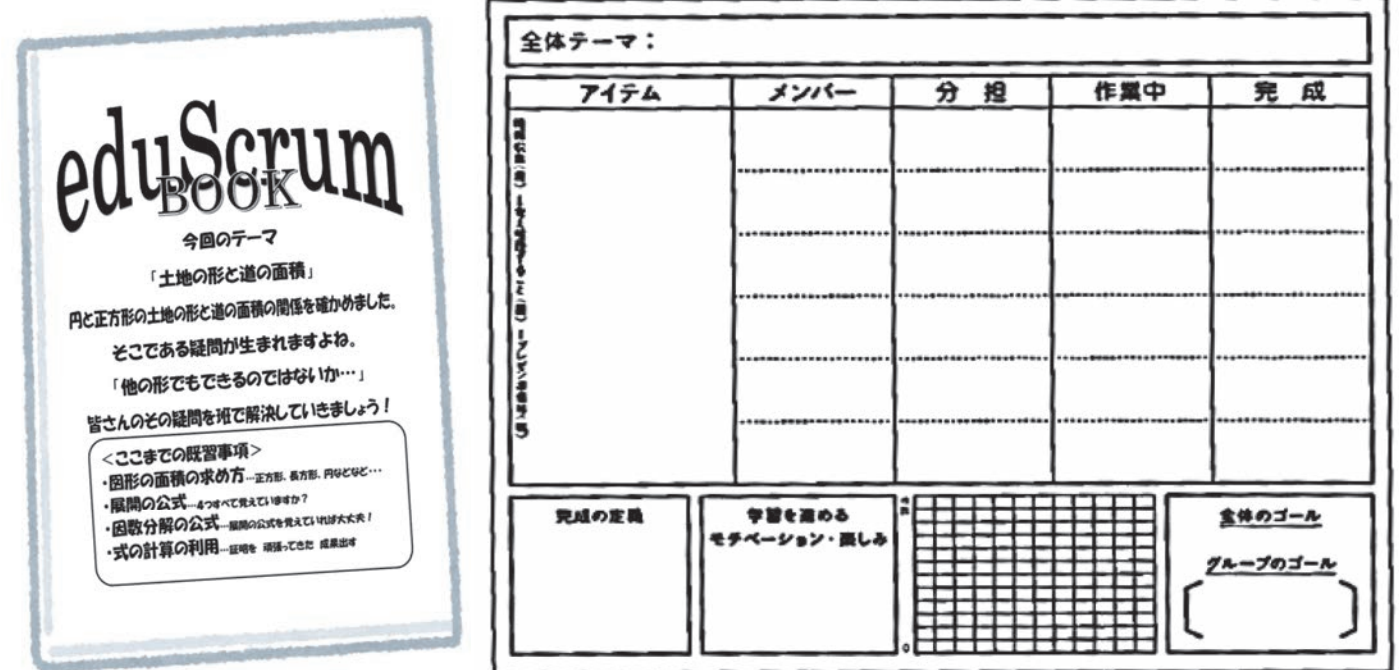 eduScrum
BOOK
今回のテーマ
「土地の形と道の面積」
円と正方形の土地の形と道の面積の関係を確かめました。
そこである疑問が生まれますよね。
「他の形でもできるのではないか…」
皆さんのその疑問を班で解決していきましょう！
＜ここまでの既習事項＞
・図形の面積の求め方…正方形、長方形、円などなど…
・展開の公式…4つすべて覚えていますか？
・因数分解の公式…展開の公式を覚えていれば大丈夫！
・式の計算の利用…証明を 頑張ってきた 成果出す
全体テーマ：
アイテム メンバー 分 担 作業中 完 成
完成の定義
学習を進める
モチベーション・楽しみ
0
全体のゴール
グループのゴール